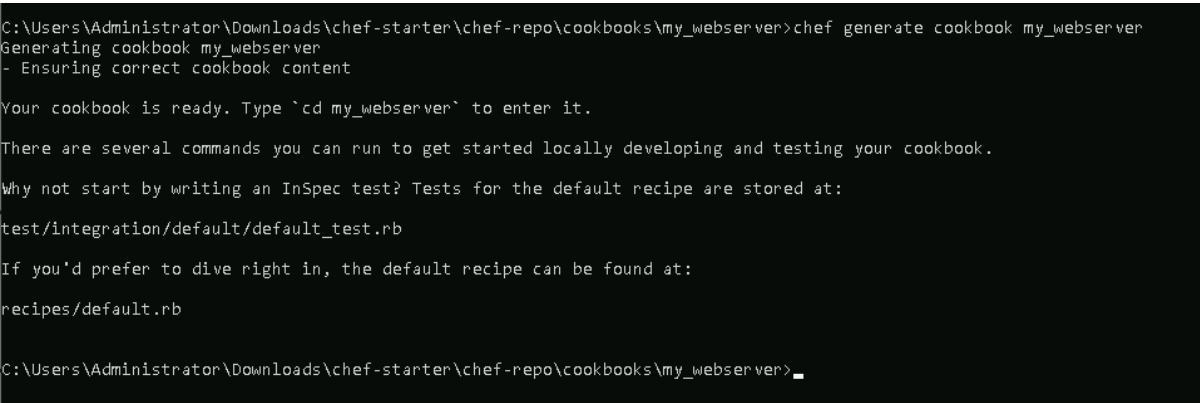 C:\Users\Administrator\Downloads\chef-starter\chef-repo\cookbooks\my_webserver>chef generate cookbook my_webserver
Generating cookbook my_webserver
- Ensuring correct cookbook content
Your cookbook is ready. Type `cd my_webserver` to enter it.
There are several commands you can run to get started locally developing and testing your cookbook.
Why not start by writing an InSpec test? Tests for the default recipe are stored at:
test/integration/default/default_test.rb
If you'd prefer to dive right in, the default recipe can be found at:
recipes/default.rb
C:\Users\Administrator\Downloads\chef-starter\chef-repo\cookbooks\my_webserver>